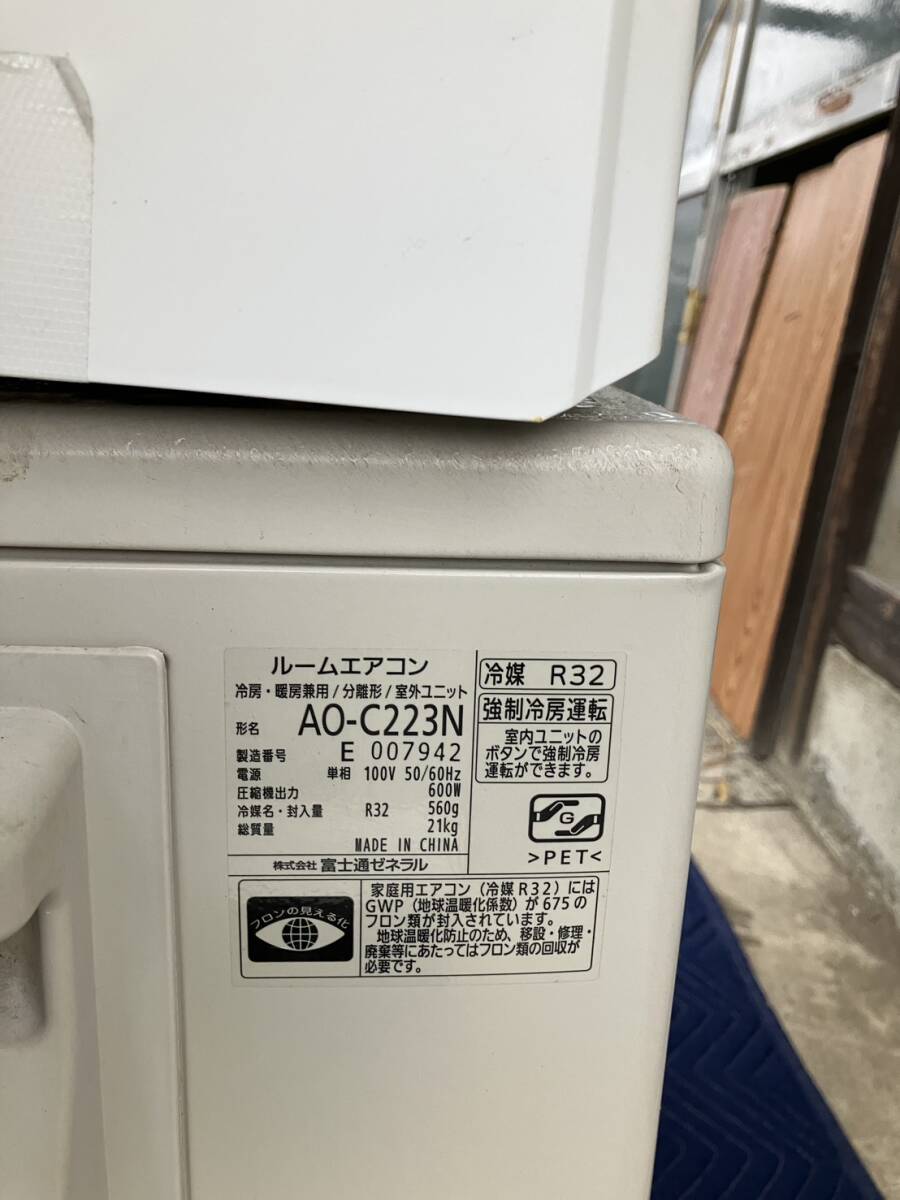 ルームエアコン
冷房・暖房兼用/分離形/室外ユニット
形名 AO-C223N
製造番号 E 007942
電源 単相 100V 50/60Hz
圧縮機出力 600W
冷媒名・封入量 R32 560g
総質量 21kg
MADE IN CHINA
株式会社 富士通ゼネラル
冷媒 R32
強制冷房運転
室内ユニットの
ボタンで強制冷房
運転ができます。
G
>PET<
フロンの見える化
家庭用エアコン(冷媒R32)には
GWP(地球温暖化係数)が675の
フロン類が封入されています。
地球温暖化防止のため、移設・修理・
廃棄等にあたってはフロン類の回収が
必要です。